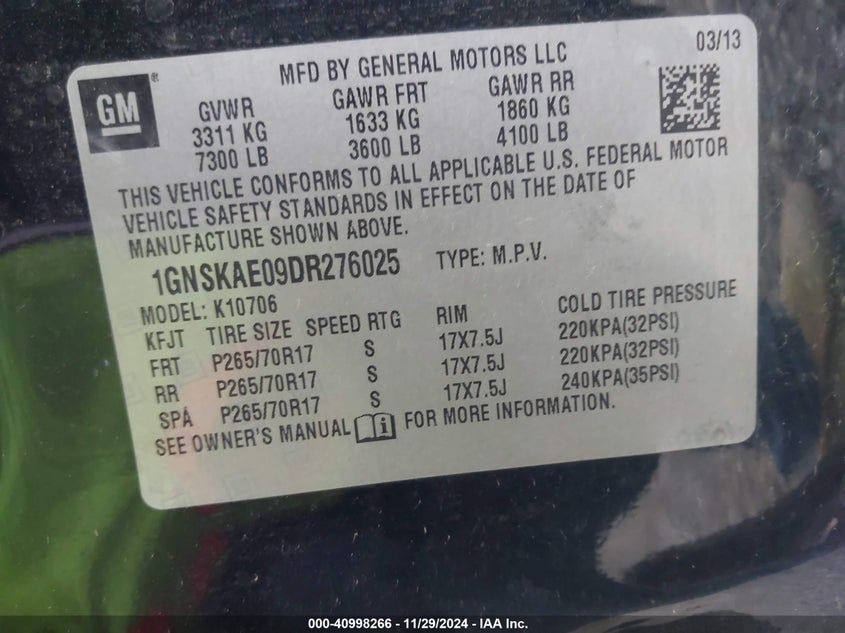 03/13
GM®
MFD BY GENERAL MOTORS LLC
GVWR GAWR FRT GAWR RR
3311 KG 1633 KG 1860 KG
7300 LB 3600 LB 4100 LB
THIS VEHICLE CONFORMS TO ALL APPLICABLE U.S. FEDERAL MOTOR
VEHICLE SAFETY STANDARDS IN EFFECT ON THE DATE OF
MANUFACTURE SHOWN ABOVE.
1GNSKAE09DR276025 TYPE: M.P.V.
MODEL: K10706
KFJT TIRE SIZE SPEED RTG RIM COLD TIRE PRESSURE
FRT P265/70R17 S 17X7.5J 220KPA(32PSI)
RR P265/70R17 S 17X7.5J 220KPA(32PSI)
SPA P265/70R17 S 17X7.5J 240KPA(35PSI)
SEE OWNER'S MANUAL i FOR MORE INFORMATION.
000-40998266 - 11/29/2024 - IAA Inc.